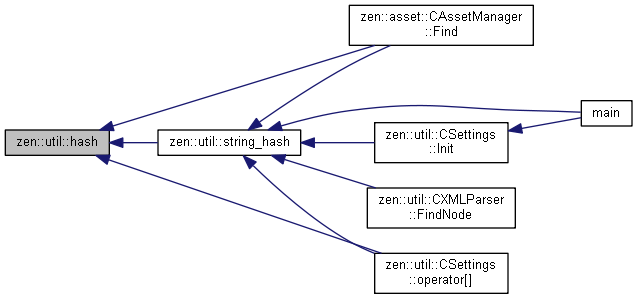 zen::asset::CAssetManager
::Find
main
zen::util::hash
zen::util::string_hash
zen::util::CSettings
::Init
zen::util::CXMLParser
::FindNode
zen::util::CSettings
::operator[]